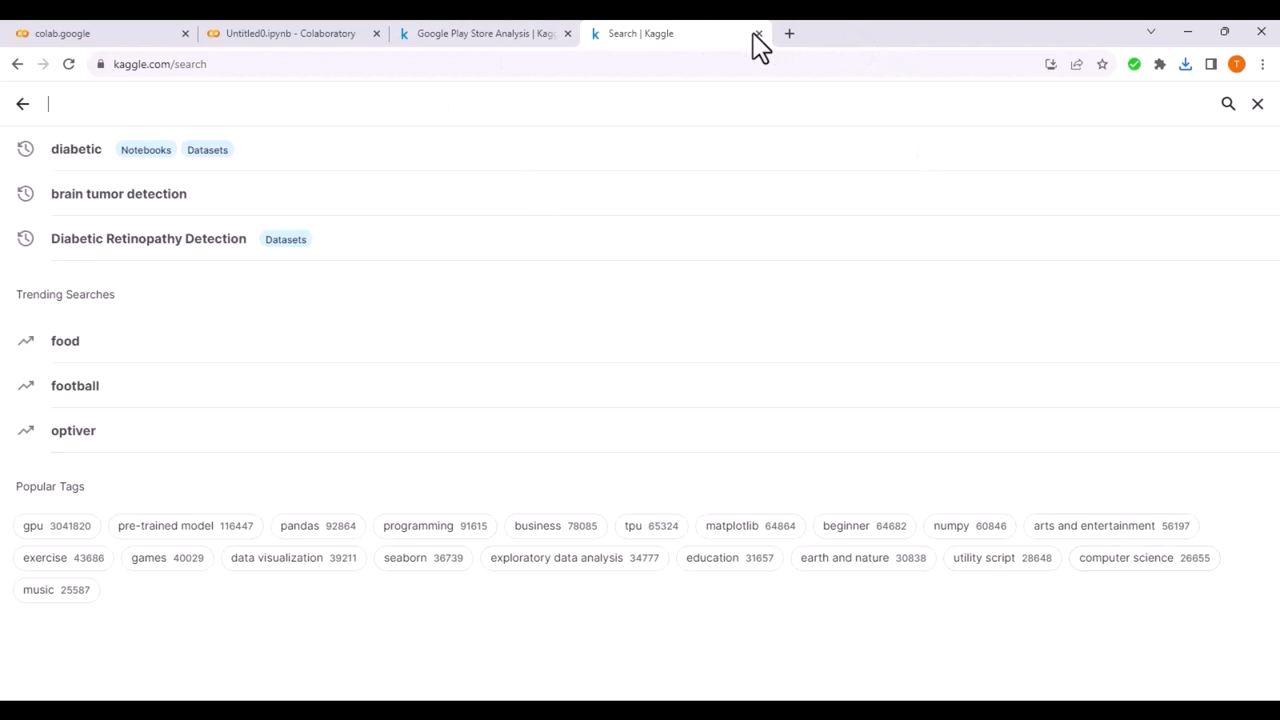 colab.google Untitled0.ipynb - Colaboratory Google Play Store Analysis | Kagg Search | Kaggle
kaggle.com/search T
diabetic Notebooks Datasets
brain tumor detection
Diabetic Retinopathy Detection Datasets
Trending Searches
food
football
optiver
Popular Tags
gpu 3041820 pre-trained model 116447 pandas 92864 programming 91615 business 78085 tpu 65324 matplotlib 64864 beginner 64682 numpy 60846 arts and entertainment 56197
exercise 43686 games 40029 data visualization 39211 seaborn 36739 exploratory data analysis 34777 education 31657 earth and nature 30838 utility script 28648 computer science 26655
music 25587